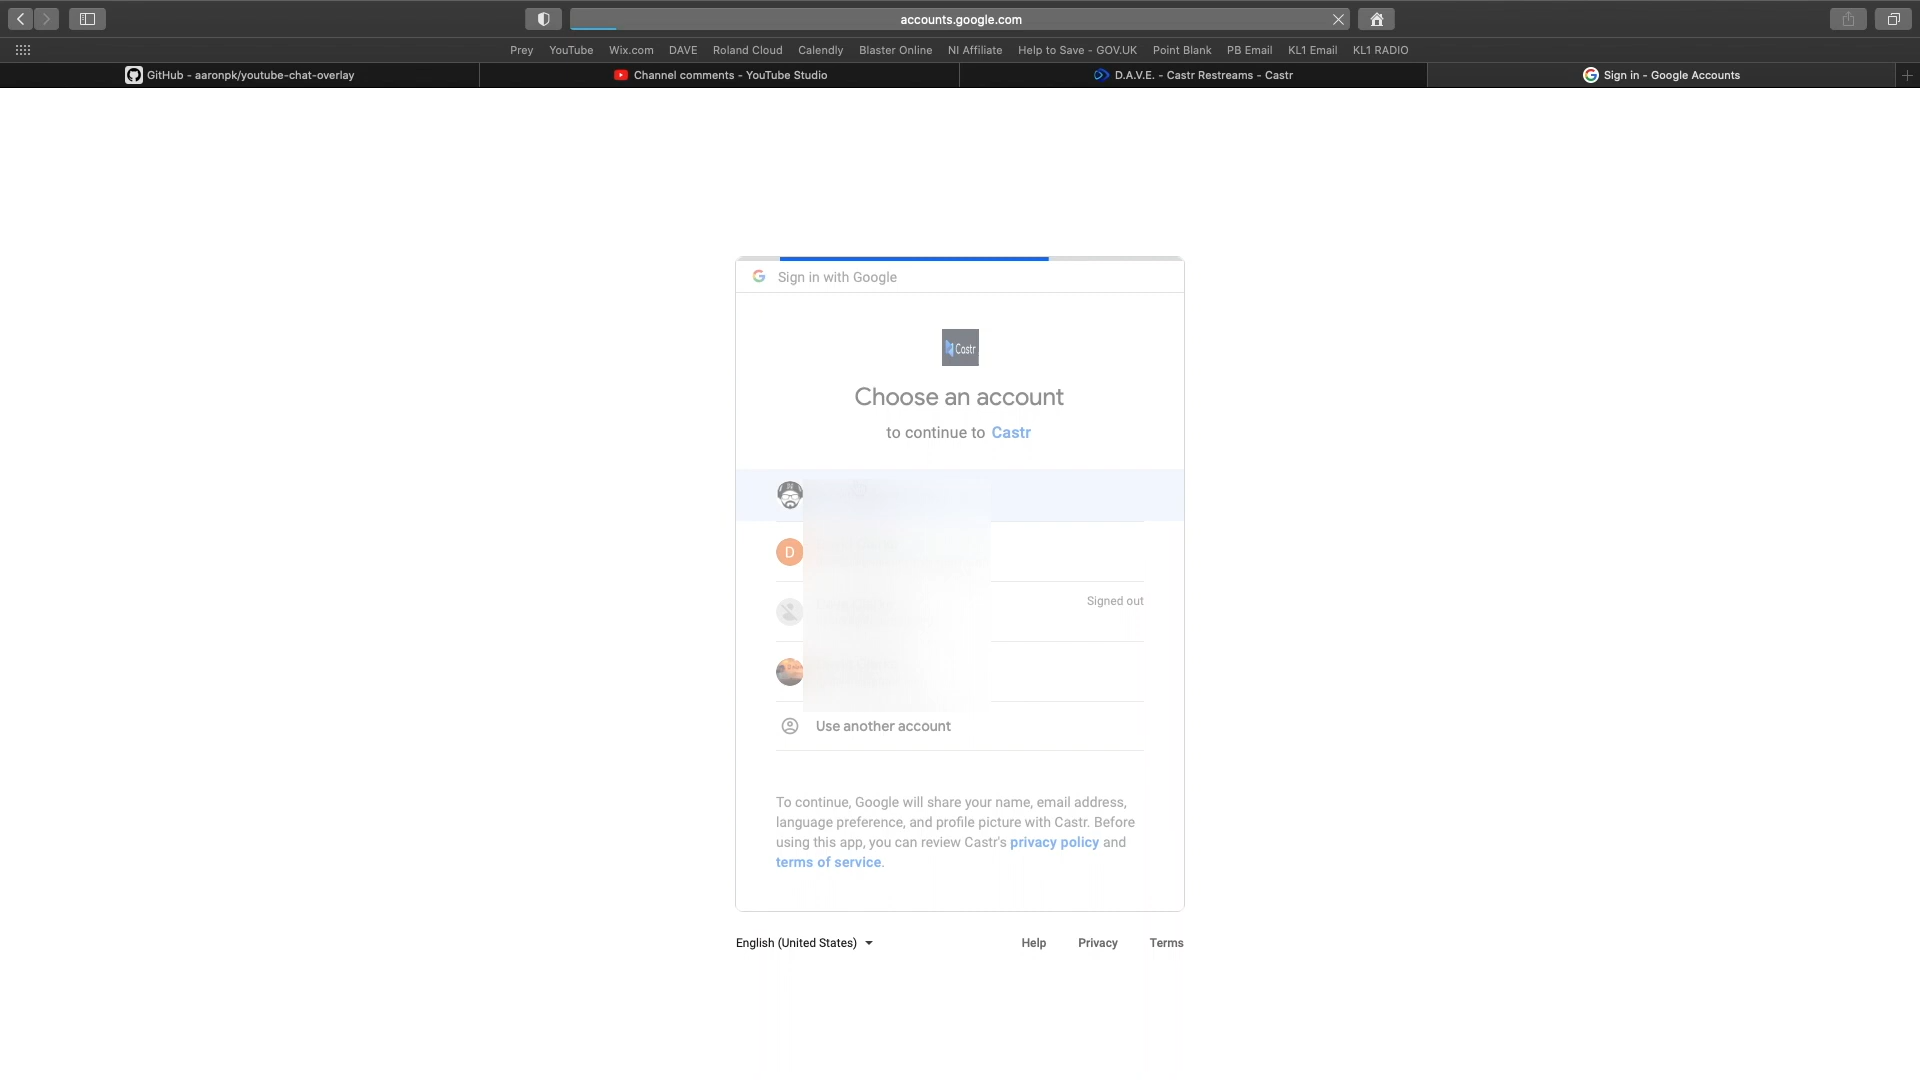 accounts.google.com
Prey YouTube Wix.com DAVE Roland Cloud Calendly Blaster Online NI Affiliate Help to Save - GOV.UK Point Blank PB Email KL1 Email KL1 RADIO
GitHub - aaronpk/youtube-chat-overlay
Channel comments - YouTube Studio
D.A.V.E. - Castr Restreams - Castr
Sign in - Google Accounts
Sign in with Google
Castr
Choose an account
to continue to Castr
D
Signed out
Use another account
To continue, Google will share your name, email address,
language preference, and profile picture with Castr. Before
using this app, you can review Castr's privacy policy and
terms of service.
English (United States)
Help Privacy Terms